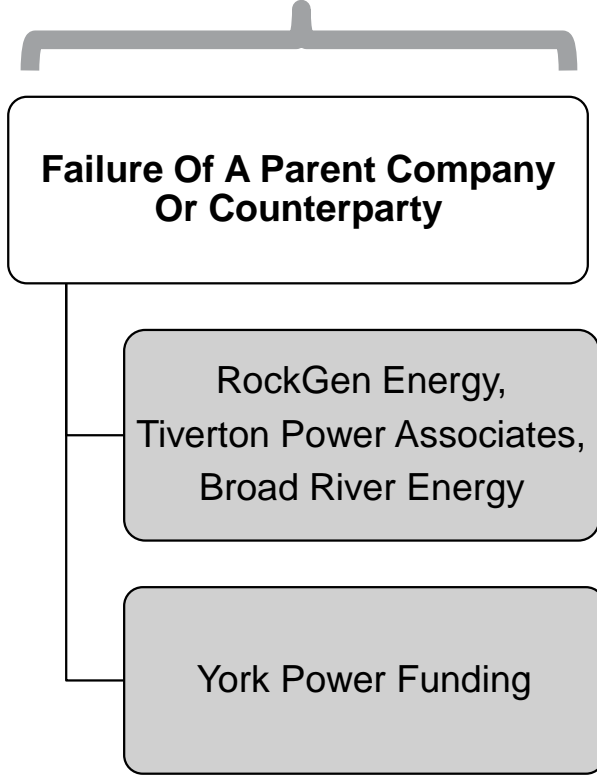 Failure Of A Parent Company
Or Counterparty
RockGen Energy,
Tiverton Power Associates,
Broad River Energy
York Power Funding